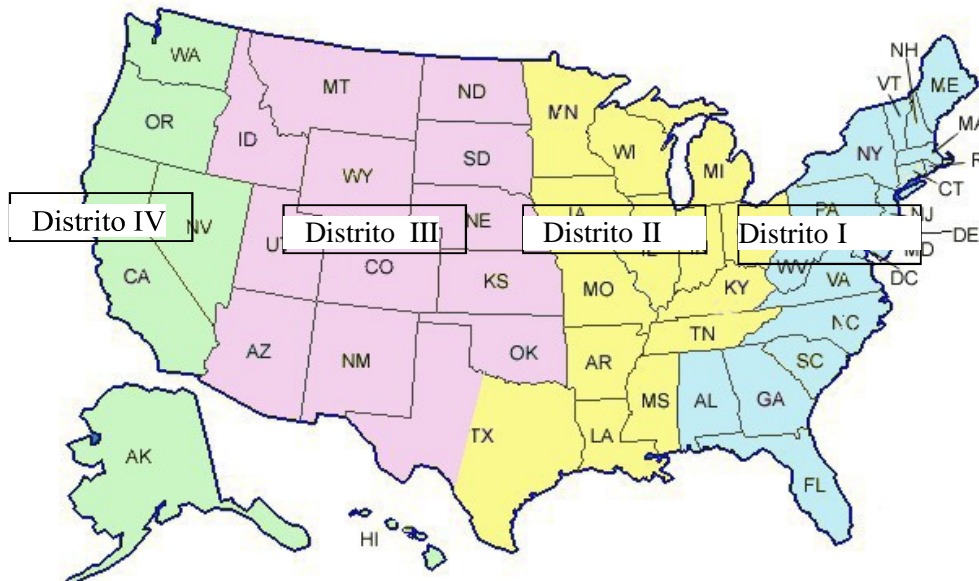 WA
MT
ND
MN
NH
VT
ME
OR
ID
SD
WI
MI
NY
MA
WY
CT
NE
PA
NJ
Distrito IV
Distrito III
Distrito II
Distrito I
NV
UT
DE
MD
CA
CO
KS
MO
KY
WV
VA
DC
AZ
NM
OK
AR
TN
NC
SC
TX
LA
MS
AL
GA
AK
FL
HI